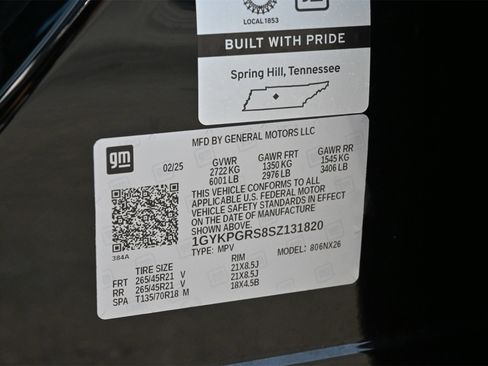 LOCAL 1853
GM
BUILT WITH PRIDE
Spring Hill, Tennessee
gm
MFD BY GENERAL MOTORS LLC
02/25 GVWR GAWR FRT GAWR RR
2722 KG 1350 KG 1545 KG
6001 LB 2976 LB 3406 LB
THIS VEHICLE CONFORMS TO ALL
APPLICABLE U.S. FEDERAL MOTOR
VEHICLE SAFETY STANDARDS IN EFFECT
ON THE DATE OF MANUFACTURE
SHOWN ABOVE.
1GYKPGRS8SZ131820
384A
TYPE: MPV MODEL: 806NX26
TIRE SIZE RIM
FRT 265/45R21 V 21X8.5J
RR 265/45R21 V 21X8.5J
SPA T135/70R18 M 18X4.5B